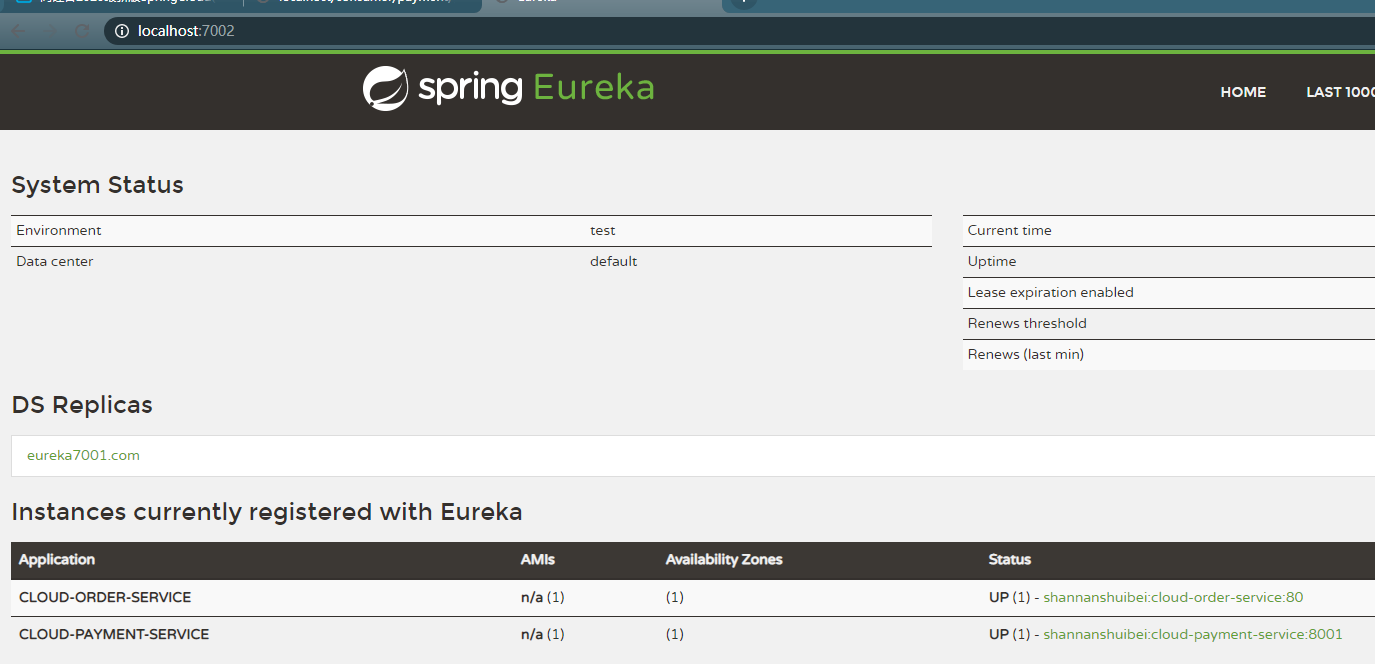 localhost:7002
spring Eureka
HOME
LAST 1000
System Status
Environment test
Data center default
Current time
Uptime
Lease expiration enabled
Renews threshold
Renews (last min)
DS Replicas
eureka7001.com
Instances currently registered with Eureka
Application AMIs Availability Zones Status
CLOUD-ORDER-SERVICE n/a (1) (1) UP (1) - shannanshuibei:cloud-order-service:80
CLOUD-PAYMENT-SERVICE n/a (1) (1) UP (1) - shannanshuibei:cloud-payment-service:8001